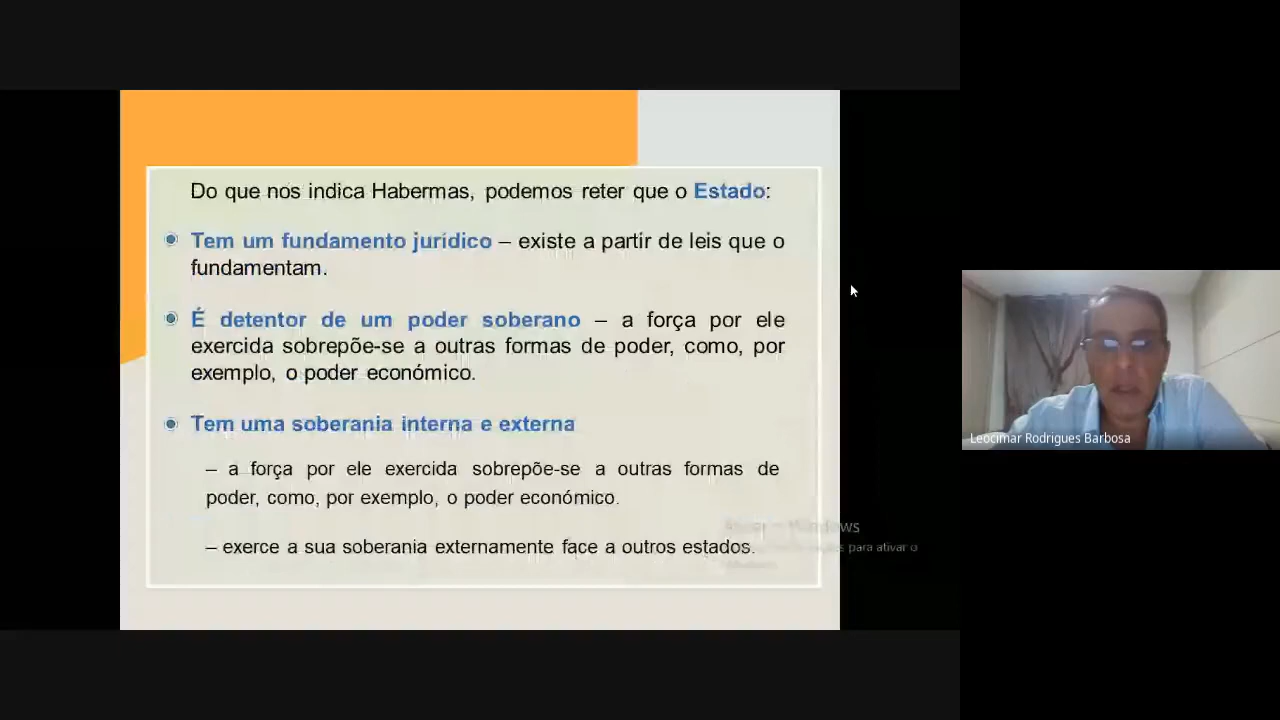 Do que nos indica Habermas, podemos reter que o Estado:
Tem um fundamento jurídico – existe a partir de leis que o
fundamentam.
É detentor de um poder soberano – a força por ele
exercida sobrepõe-se a outras formas de poder, como, por
exemplo, o poder económico.
Tem uma soberania interna e externa
– a força por ele exercida sobrepõe-se a outras formas de
poder, como, por exemplo, o poder económico.
– exerce a sua soberania externamente face a outros estados.
Windows
para ativar o
Leocimar Rodrigues Barbosa